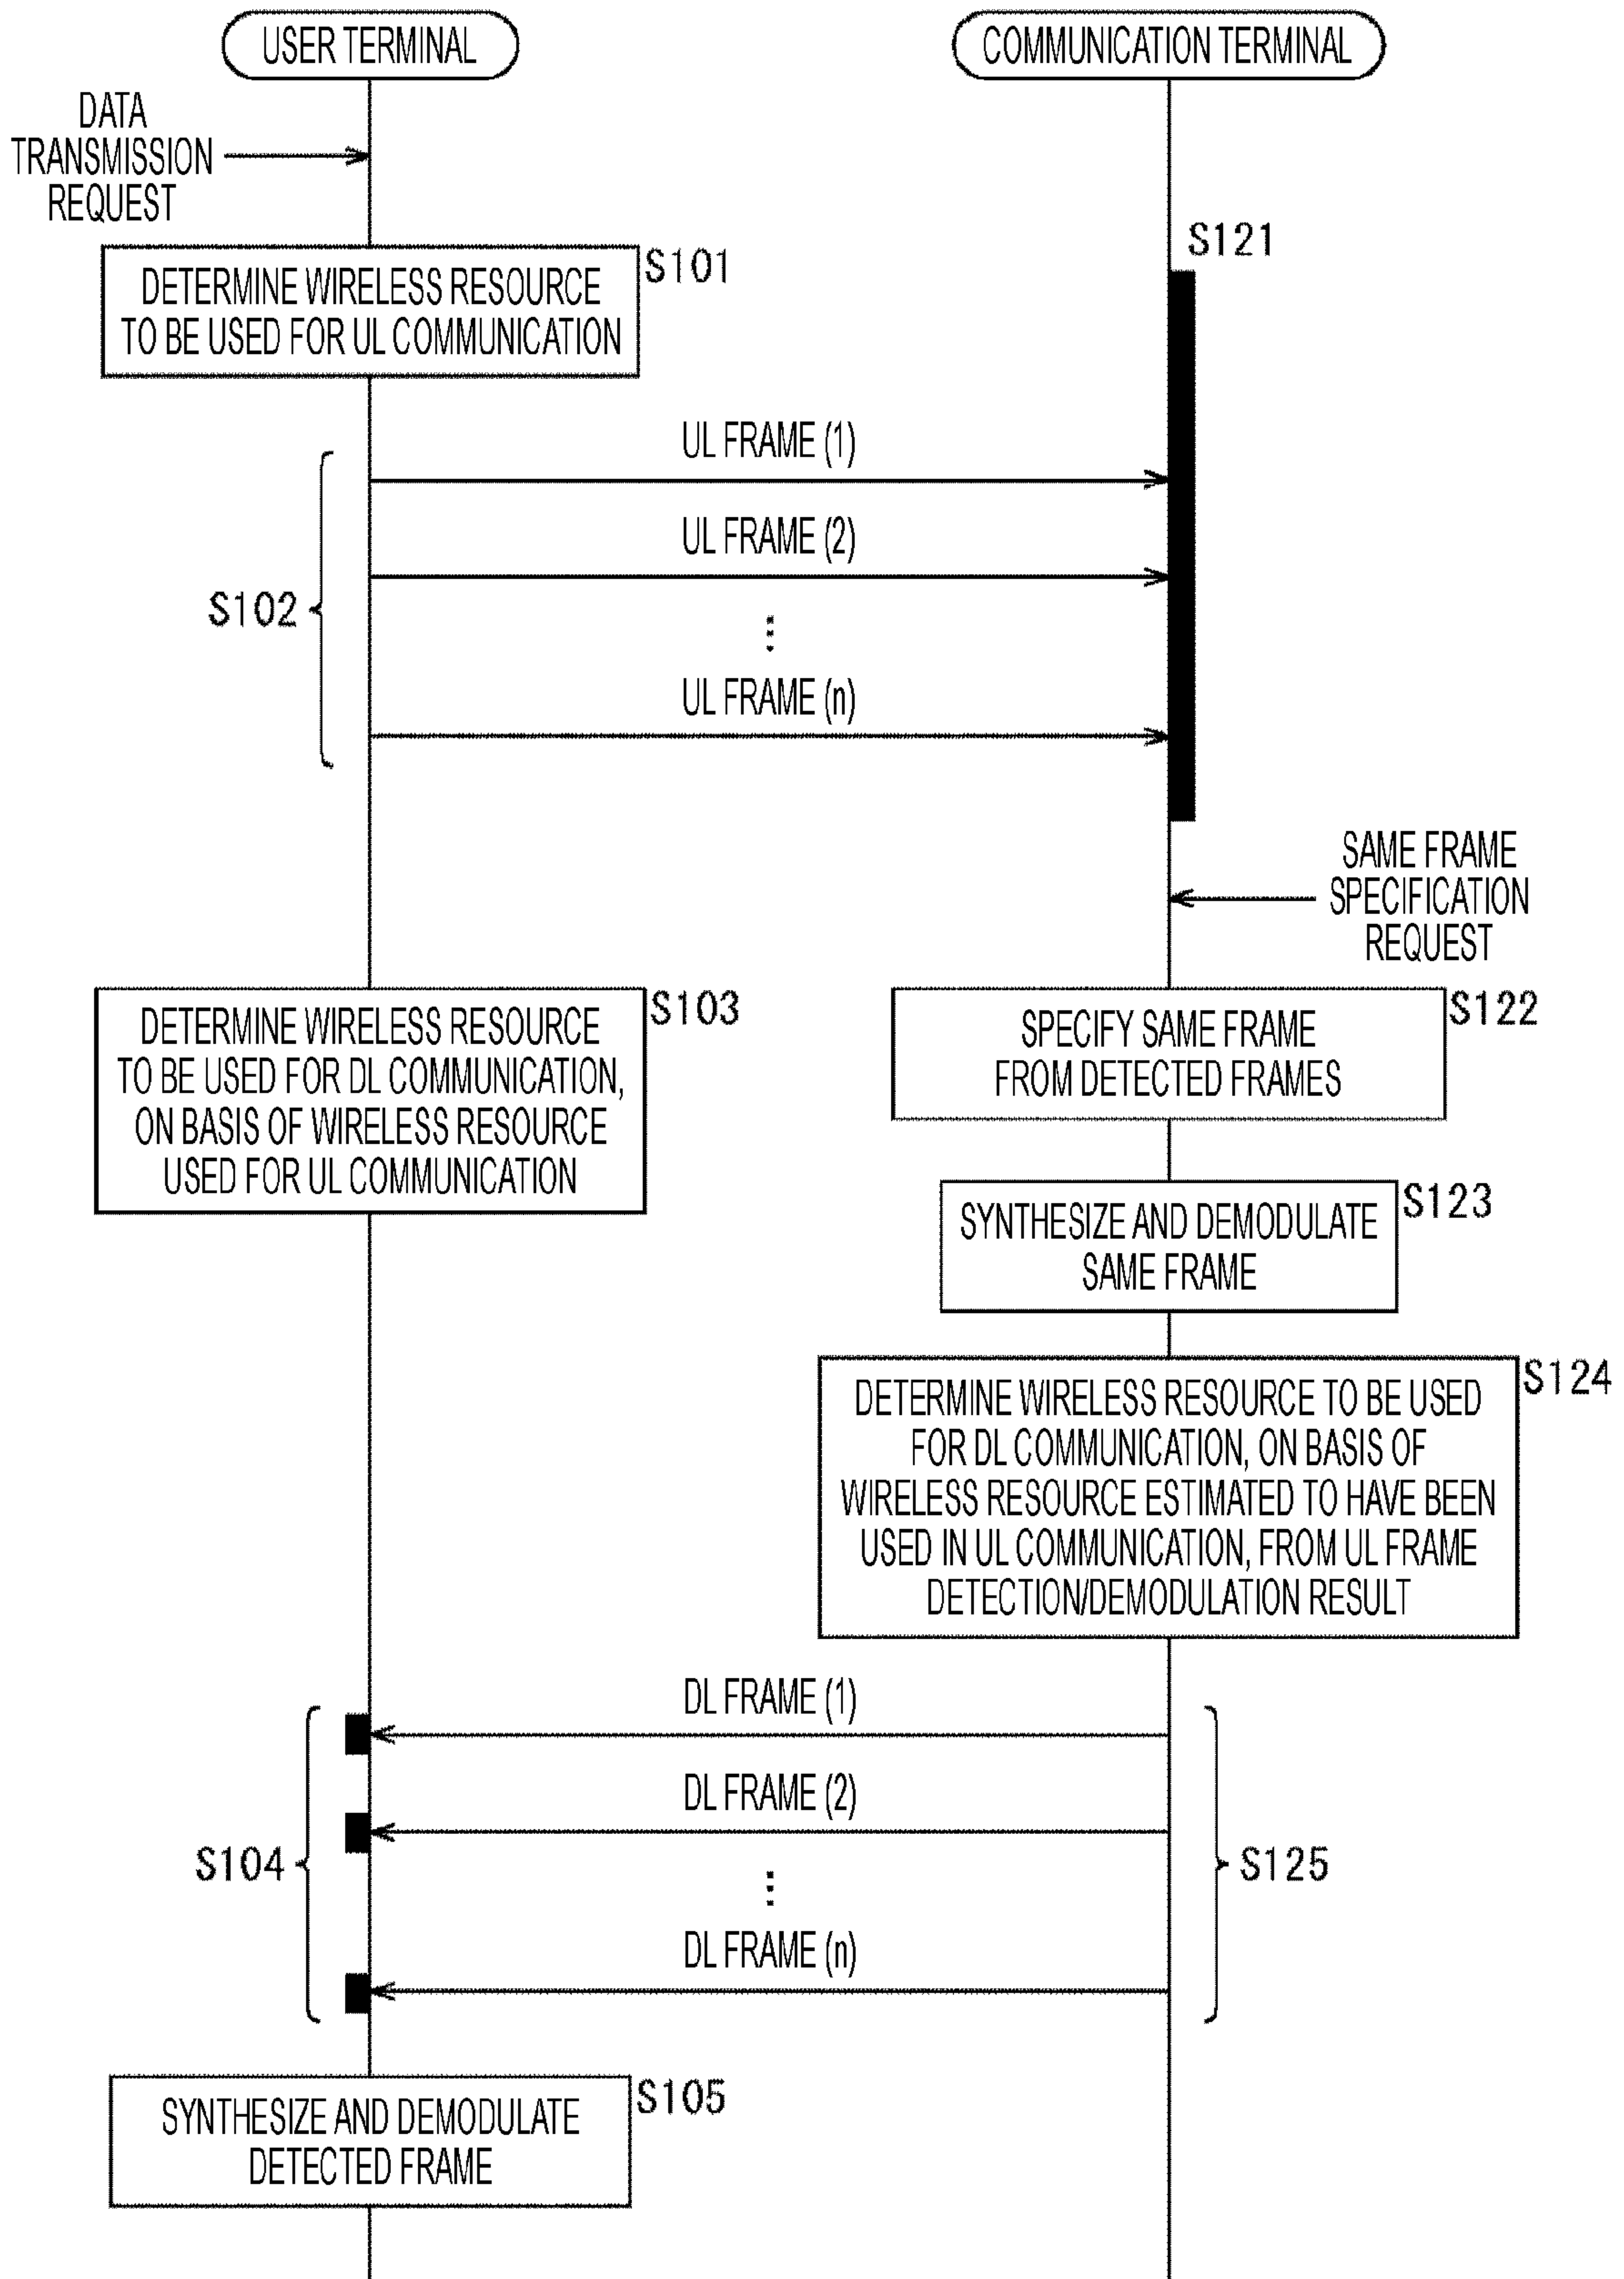 USER TERMINAL
COMMUNICATION TERMINAL
DATA
TRANSMISSION
REQUEST
S121
S101
DETERMINE WIRELESS RESOURCE
TO BE USED FOR UL COMMUNICATION
UL FRAME (1)
UL FRAME (2)
S102
⋮
UL FRAME (n)
SAME FRAME
SPECIFICATION
REQUEST
S103
DETERMINE WIRELESS RESOURCE
TO BE USED FOR DL COMMUNICATION,
ON BASIS OF WIRELESS RESOURCE
USED FOR UL COMMUNICATION
S122
SPECIFY SAME FRAME
FROM DETECTED FRAMES
S123
SYNTHESIZE AND DEMODULATE
SAME FRAME
S124
DETERMINE WIRELESS RESOURCE TO BE USED
FOR DL COMMUNICATION, ON BASIS OF
WIRELESS RESOURCE ESTIMATED TO HAVE BEEN
USED IN UL COMMUNICATION, FROM UL FRAME
DETECTION/DEMODULATION RESULT
DL FRAME (1)
DL FRAME (2)
S104
S125
⋮
DL FRAME (n)
S105
SYNTHESIZE AND DEMODULATE
DETECTED FRAME